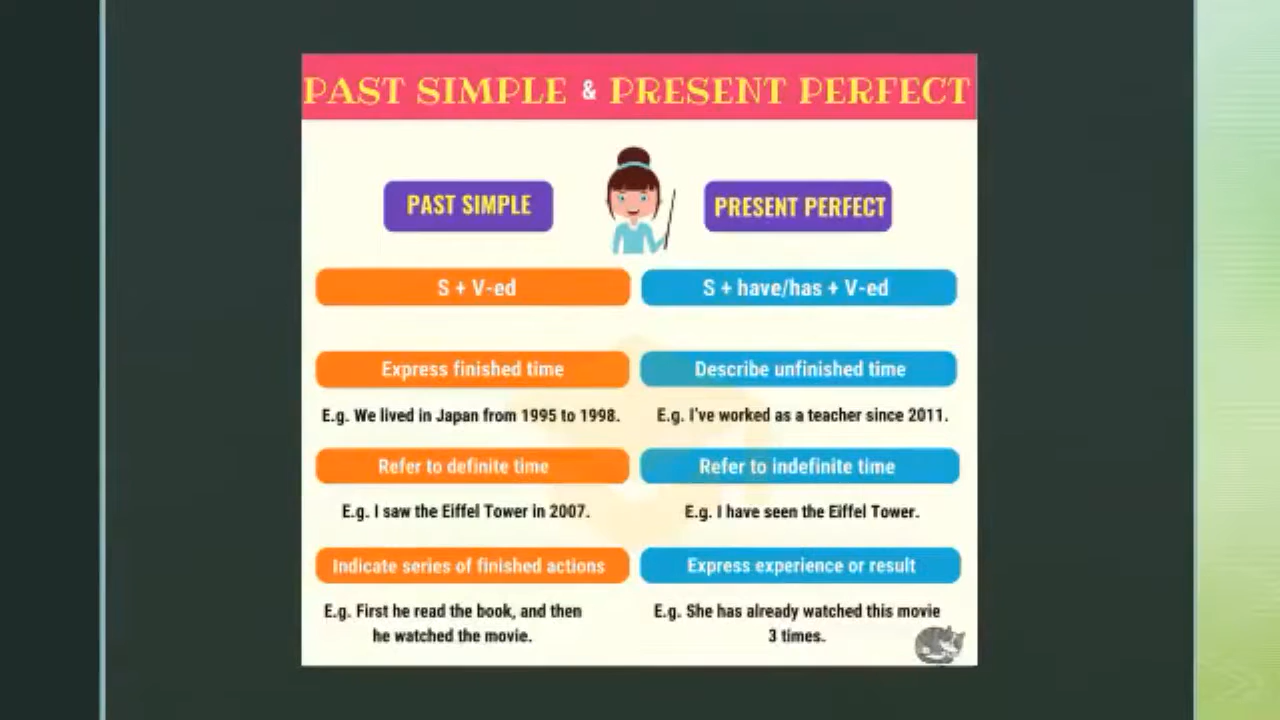 PAST SIMPLE & PRESENT PERFECT
PAST SIMPLE
PRESENT PERFECT
S + V-ed
S + have/has + V-ed
Express finished time
Describe unfinished time
E.g. We lived in Japan from 1995 to 1998.
E.g. I've worked as a teacher since 2011.
Refer to definite time
Refer to indefinite time
E.g. I saw the Eiffel Tower in 2007.
E.g. I have seen the Eiffel Tower.
Indicate series of finished actions
Express experience or result
E.g. First he read the book, and then
he watched the movie.
E.g. She has already watched this movie
3 times.